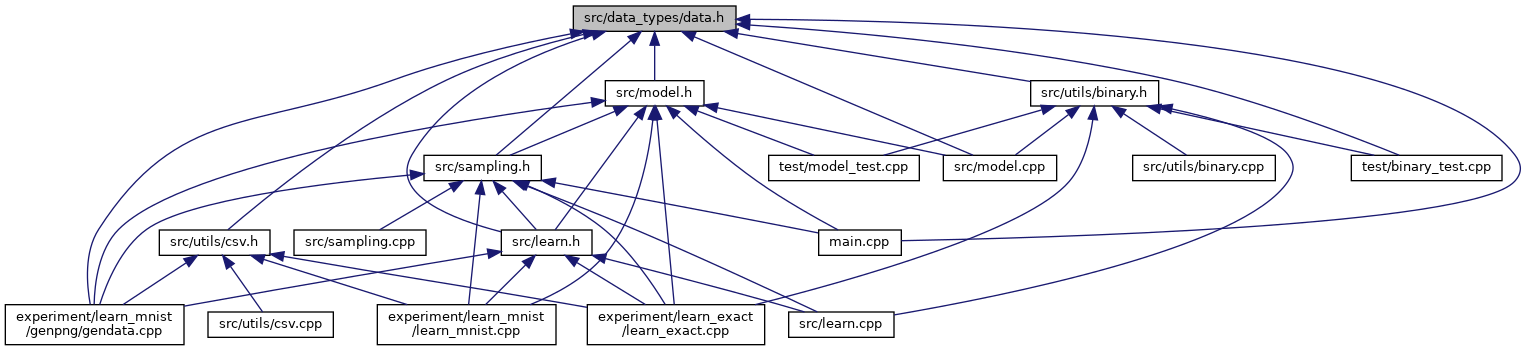 src/data_types/data.h
src/model.h
src/utils/binary.h
src/sampling.h
test/model_test.cpp
src/model.cpp
src/utils/binary.cpp
test/binary_test.cpp
src/utils/csv.h
src/sampling.cpp
src/learn.h
main.cpp
experiment/learn_mnist
/genpng/gendata.cpp
src/utils/csv.cpp
experiment/learn_mnist
/learn_mnist.cpp
experiment/learn_exact
/learn_exact.cpp
src/learn.cpp